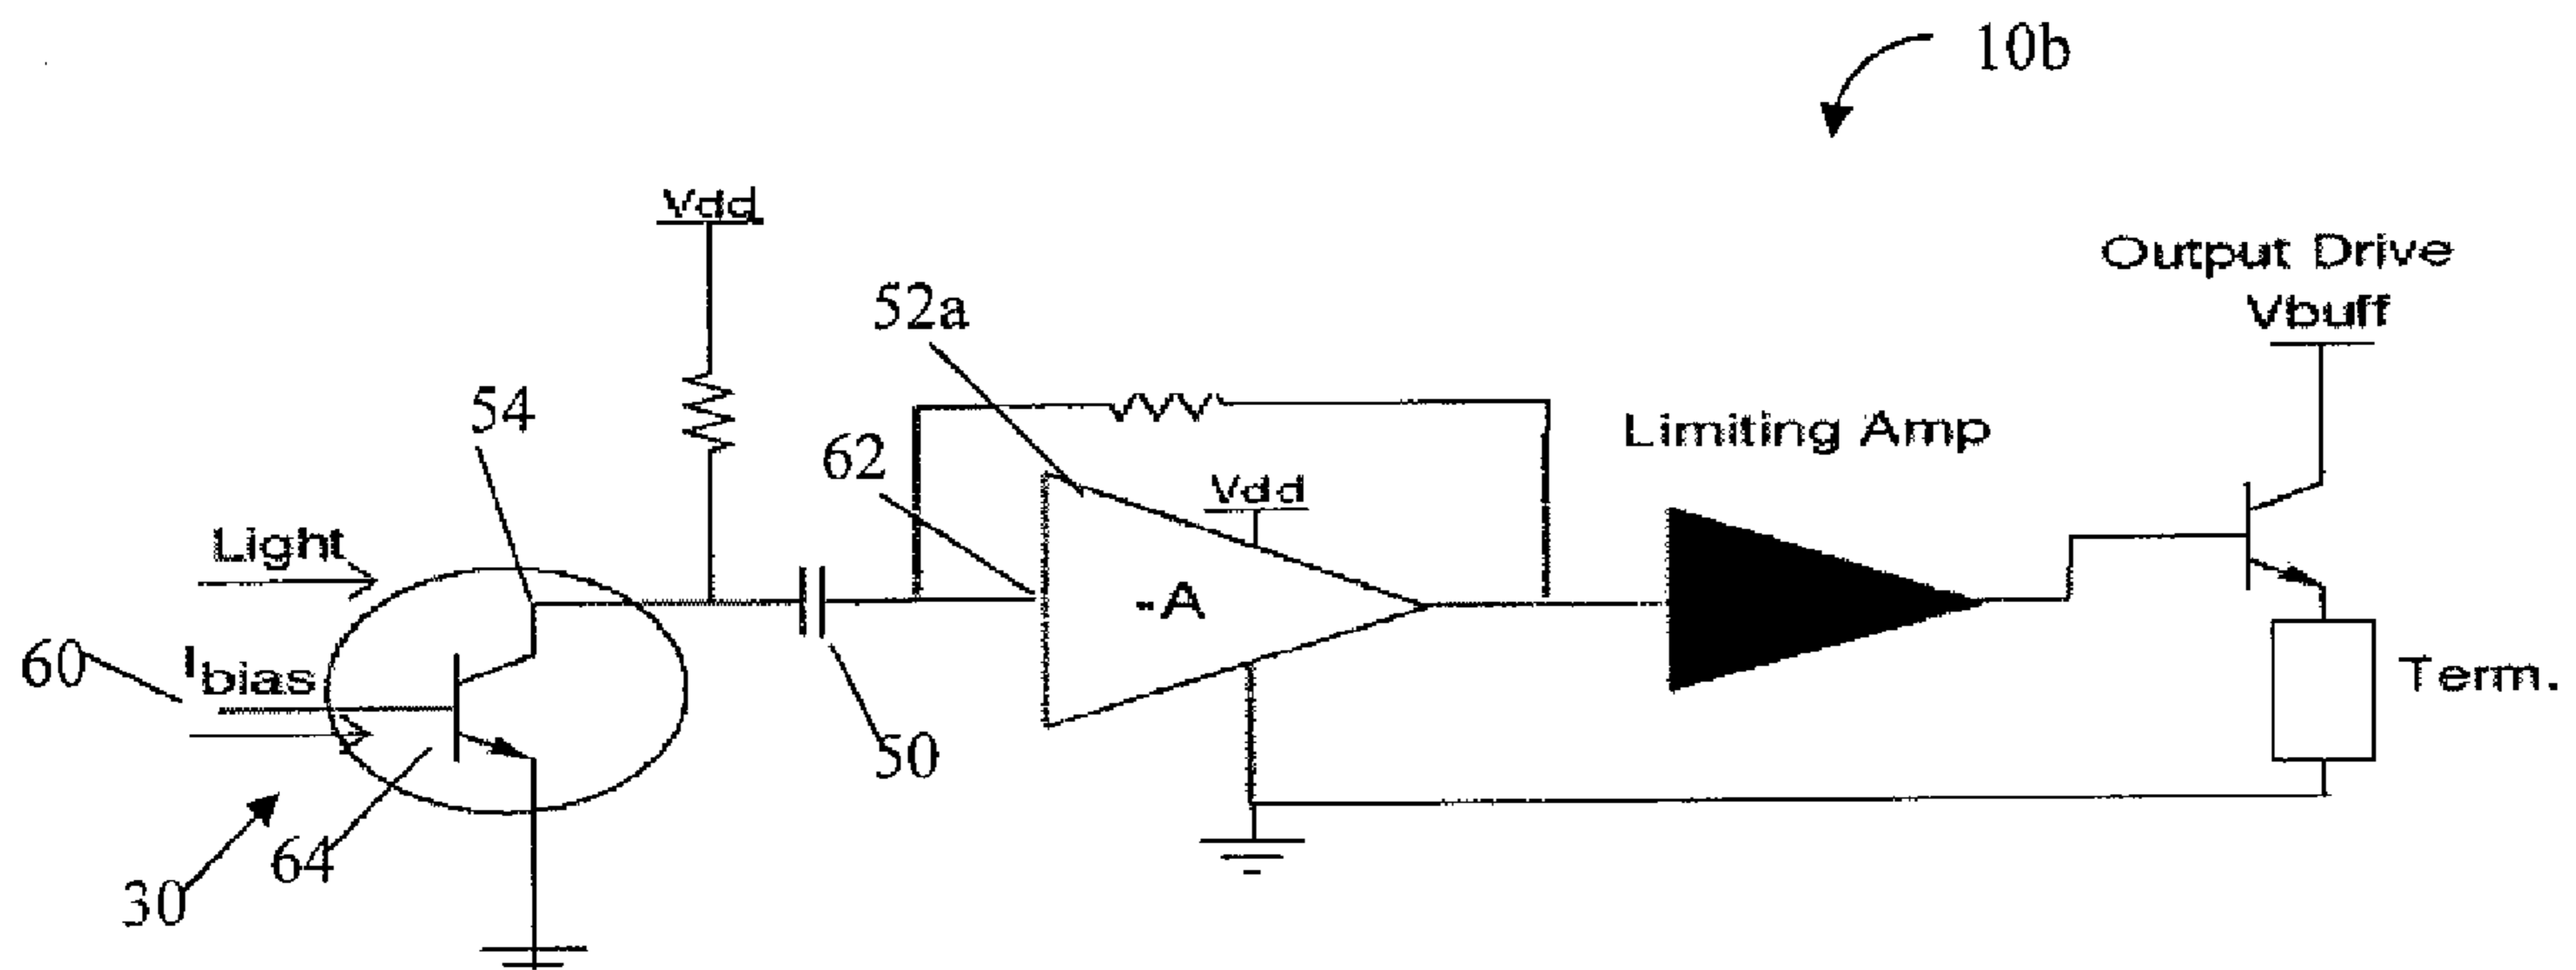 10b
Vdd
Output Drive
Vbuff
52a
54
Limiting Amp
62
Vdd
Light
-A
60
Ibias
Term.
50
64
30